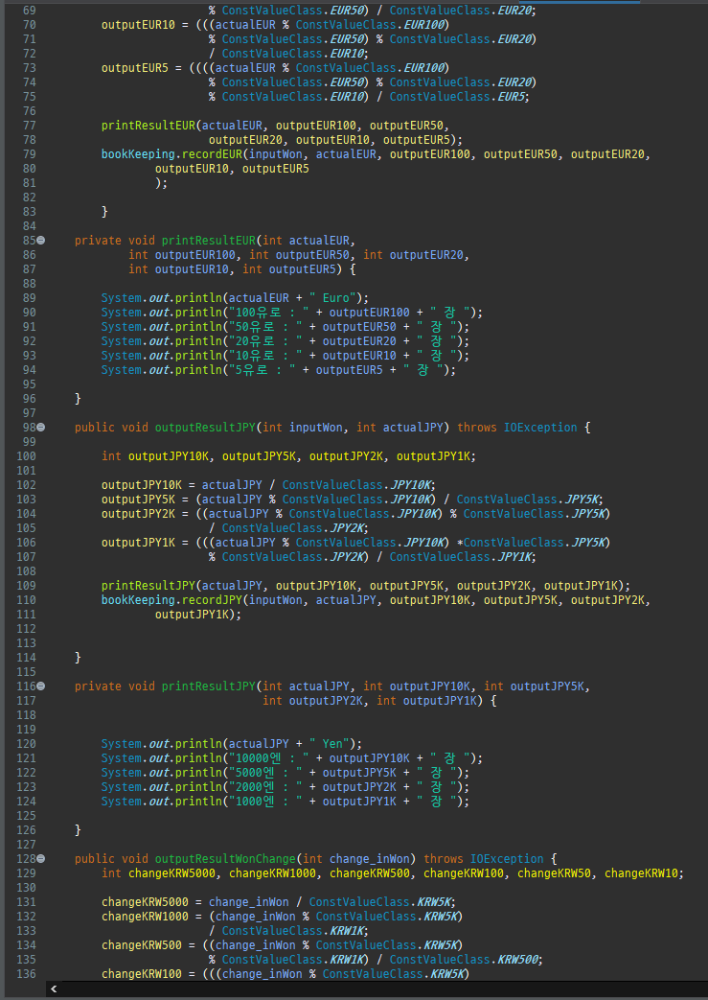 69 % ConstValueClass.EUR50) / ConstValueClass.EUR20;
70 outputEUR10 = (((actualEUR % ConstValueClass.EUR100)
71 % ConstValueClass.EUR50) % ConstValueClass.EUR20)
72 / ConstValueClass.EUR10;
73 outputEUR5 = ((((actualEUR % ConstValueClass.EUR100)
74 % ConstValueClass.EUR50) % ConstValueClass.EUR20)
75 % ConstValueClass.EUR10) / ConstValueClass.EUR5;
76
77 printResultEUR(actualEUR, outputEUR100, outputEUR50,
78 outputEUR20, outputEUR10, outputEUR5);
79 bookKeeping.recordEUR(inputWon, actualEUR, outputEUR100, outputEUR50, outputEUR20,
80 outputEUR10, outputEUR5
81 );
82
83 }
84
85 private void printResultEUR(int actualEUR,
86 int outputEUR100, int outputEUR50, int outputEUR20,
87 int outputEUR10, int outputEUR5) {
88
89 System.out.println(actualEUR + " Euro");
90 System.out.println("100유로 : " + outputEUR100 + " 장 ");
91 System.out.println("50유로 : " + outputEUR50 + " 장 ");
92 System.out.println("20유로 : " + outputEUR20 + " 장 ");
93 System.out.println("10유로 : " + outputEUR10 + " 장 ");
94 System.out.println("5유로 : " + outputEUR5 + " 장 ");
95
96 }
97
98 public void outputResultJPY(int inputWon, int actualJPY) throws IOException {
99
100 int outputJPY10K, outputJPY5K, outputJPY2K, outputJPY1K;
101
102 outputJPY10K = actualJPY / ConstValueClass.JPY10K;
103 outputJPY5K = (actualJPY % ConstValueClass.JPY10K) / ConstValueClass.JPY5K;
104 outputJPY2K = ((actualJPY % ConstValueClass.JPY10K) % ConstValueClass.JPY5K)
105 / ConstValueClass.JPY2K;
106 outputJPY1K = (((actualJPY % ConstValueClass.JPY10K) *ConstValueClass.JPY5K)
107 % ConstValueClass.JPY2K) / ConstValueClass.JPY1K;
108
109 printResultJPY(actualJPY, outputJPY10K, outputJPY5K, outputJPY2K, outputJPY1K);
110 bookKeeping.recordJPY(inputWon, actualJPY, outputJPY10K, outputJPY5K, outputJPY2K,
111 outputJPY1K);
112
113
114 }
115
116 private void printResultJPY(int actualJPY, int outputJPY10K, int outputJPY5K,
117 int outputJPY2K, int outputJPY1K) {
118
119
120 System.out.println(actualJPY + " Yen");
121 System.out.println("10000엔 : " + outputJPY10K + " 장 ");
122 System.out.println("5000엔 : " + outputJPY5K + " 장 ");
123 System.out.println("2000엔 : " + outputJPY2K + " 장 ");
124 System.out.println("1000엔 : " + outputJPY1K + " 장 ");
125
126 }
127
128 public void outputResultWonChange(int change_inWon) throws IOException {
129 int changeKRW5000, changeKRW1000, changeKRW500, changeKRW100, changeKRW50, changeKRW10;
130
131 changeKRW5000 = change_inWon / ConstValueClass.KRW5K;
132 changeKRW1000 = (change_inWon % ConstValueClass.KRW5K)
133 / ConstValueClass.KRW1K;
134 changeKRW500 = ((change_inWon % ConstValueClass.KRW5K)
135 % ConstValueClass.KRW1K) / ConstValueClass.KRW500;
136 changeKRW100 = (((change_inWon % ConstValueClass.KRW5K)